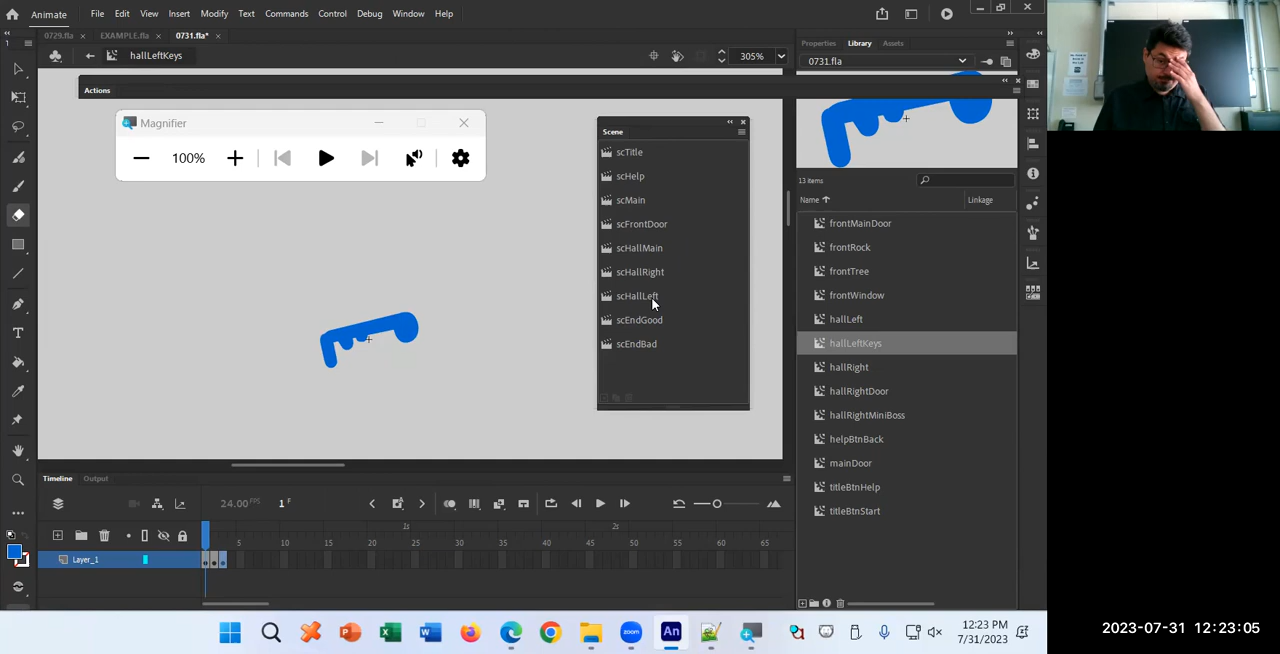 Animate File Edit View Insert Modify Text Commands Control Debug Window Help
0729.fla × EXAMPLE.fla × 0731.fla* ×
hallLeftKeys 305%
Properties Library Assets
0731.fla
Actions
Magnifier
100%
Scene
scTitle
scHelp
scMain
scFrontDoor
scHallMain
scHallRight
scHallLeft
scEndGood
scEndBad
13 items
Name Linkage
frontMainDoor
frontRock
frontTree
frontWindow
hallLeft
hallLeftKeys
hallRight
hallRightDoor
hallRightMiniBoss
helpBtnBack
mainDoor
titleBtnHelp
titleBtnStart
Timeline Output
24.00 FPS 1 F
1s 2s
5 10 15 20 25 30 35 40 45 50 55 60 65
Layer_1
12:23 PM
7/31/2023
2023-07-31 12:23:05